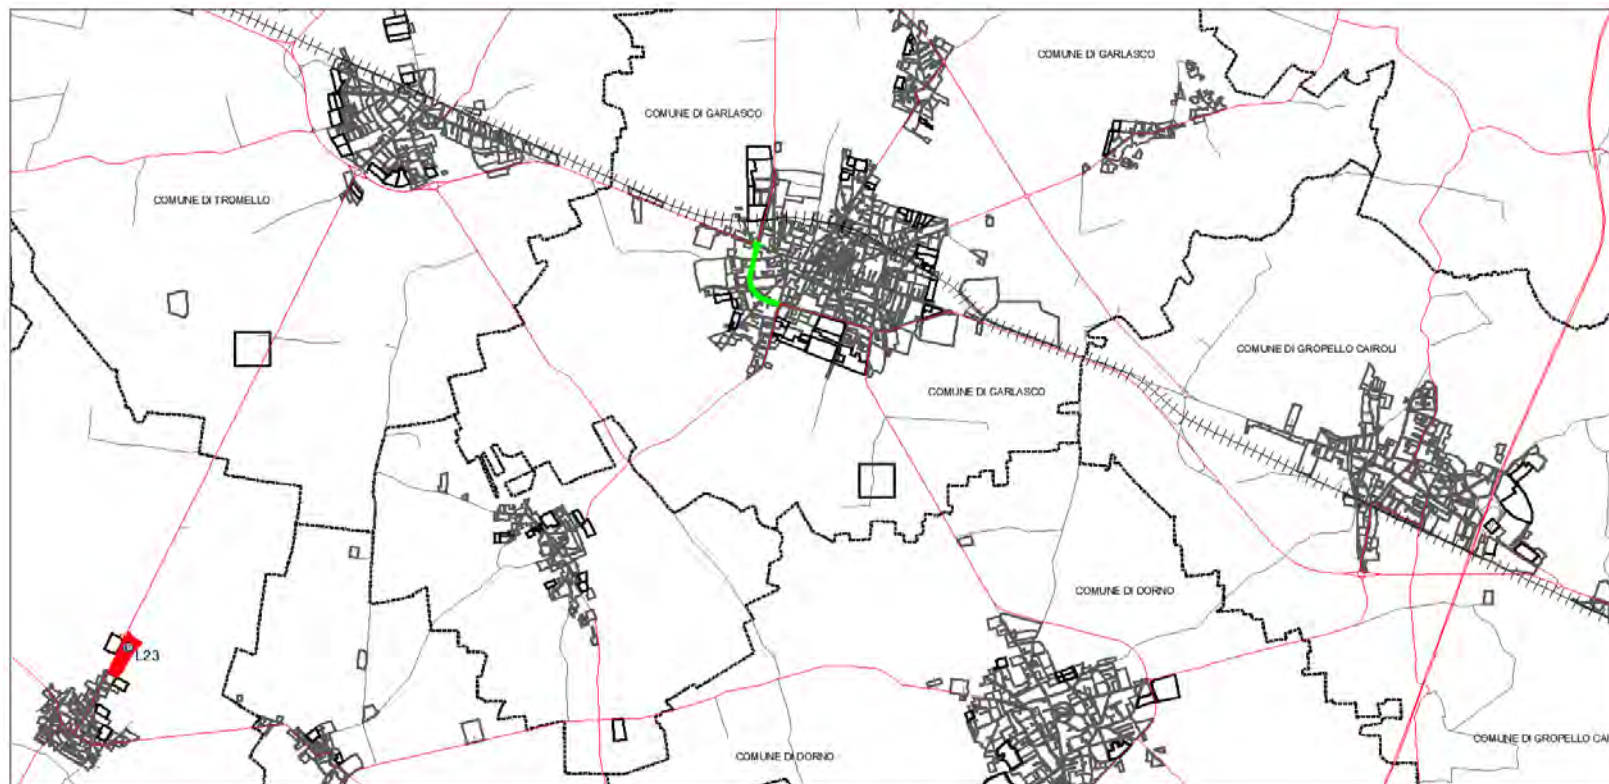 COMUNE DI GARLASCO
COMUNE DI GARLASCO
COMUNE DI TROMELLO
COMUNE DI GROPELLO CAIROLI
COMUNE DI GARLASCO
COMUNE DI DORNO
L23
COMUNE DI GROPELLO CAI
COMUNE DI DORNO